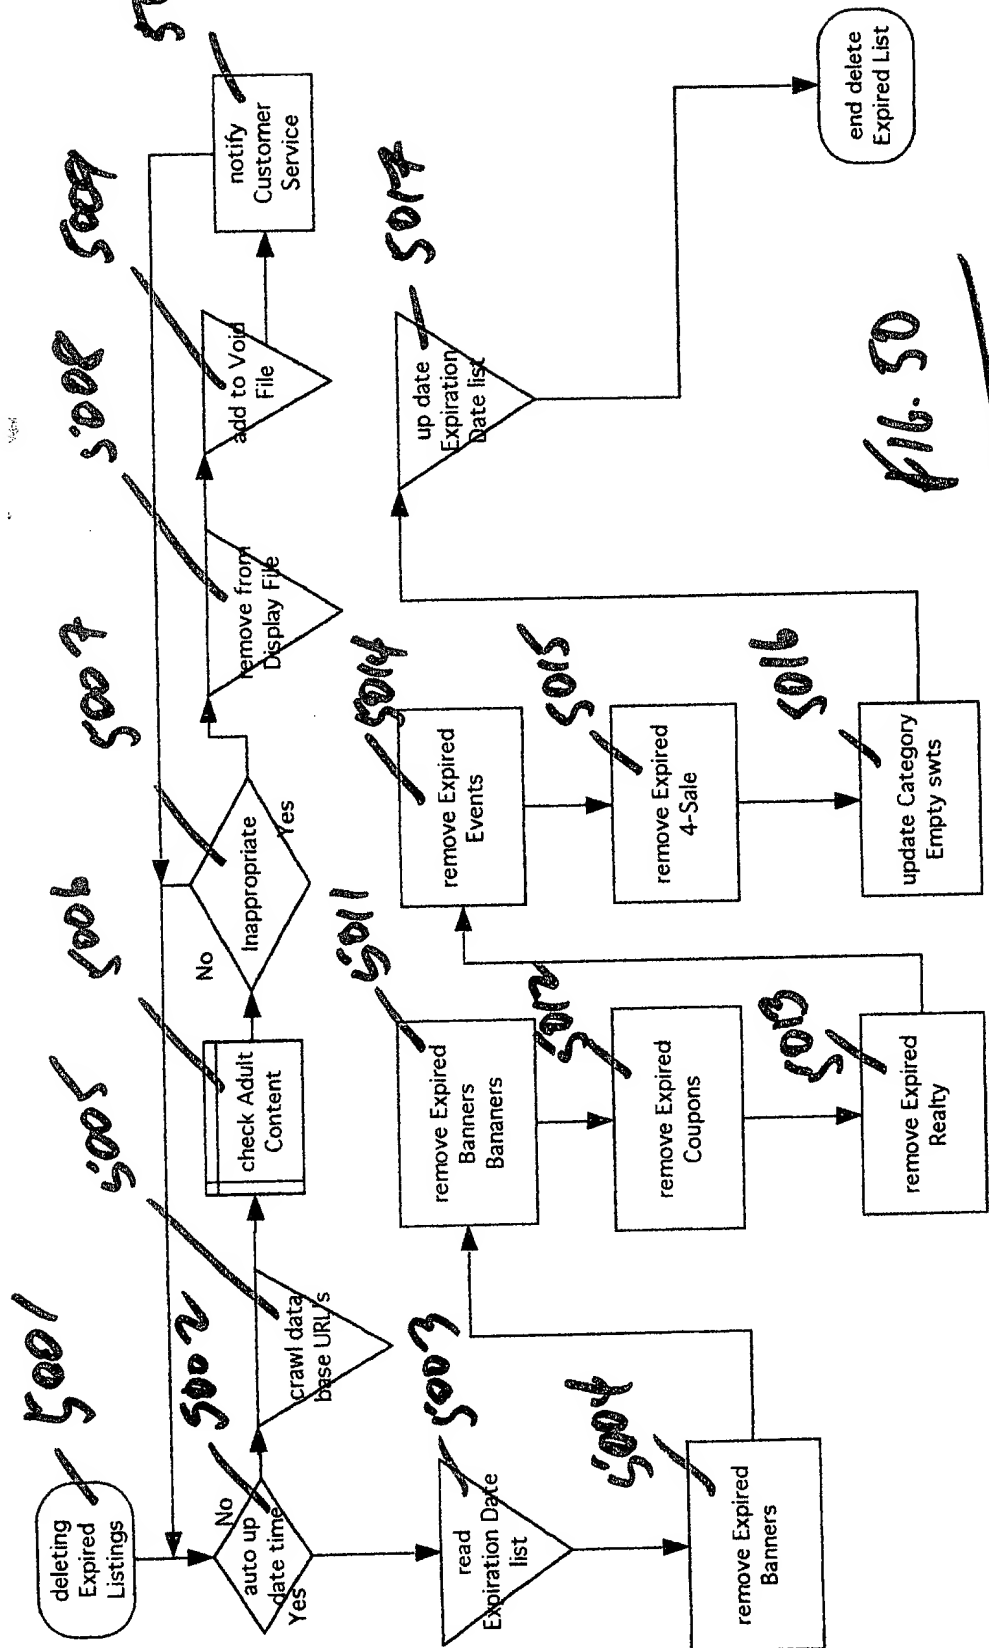 5001
deleting
Expired
Listings
5002
auto up
date time
No
Yes
5005
crawl data
base URL's
5006
check Adult
Content
5007
Inappropriate
No
Yes
5008
remove from
Display File
5009
add to Void
File
notify
Customer
Service
5003
read
Expiration Date
list
5004
remove Expired
Banners
5011
remove Expired
Banners
Bananers
5012
remove Expired
Coupons
5013
remove Expired
Realty
5014
remove Expired
Events
5015
remove Expired
4-Sale
5016
update Category
Empty swts
5017
up date
Expiration
Date list
end delete
Expired List
FIG. 50